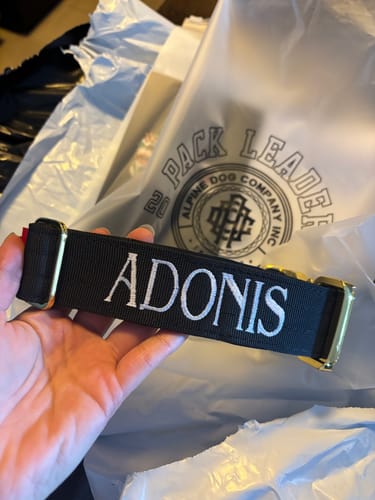 PACK LEADER
ALPINE DOG COMPANY INC
ADONIS